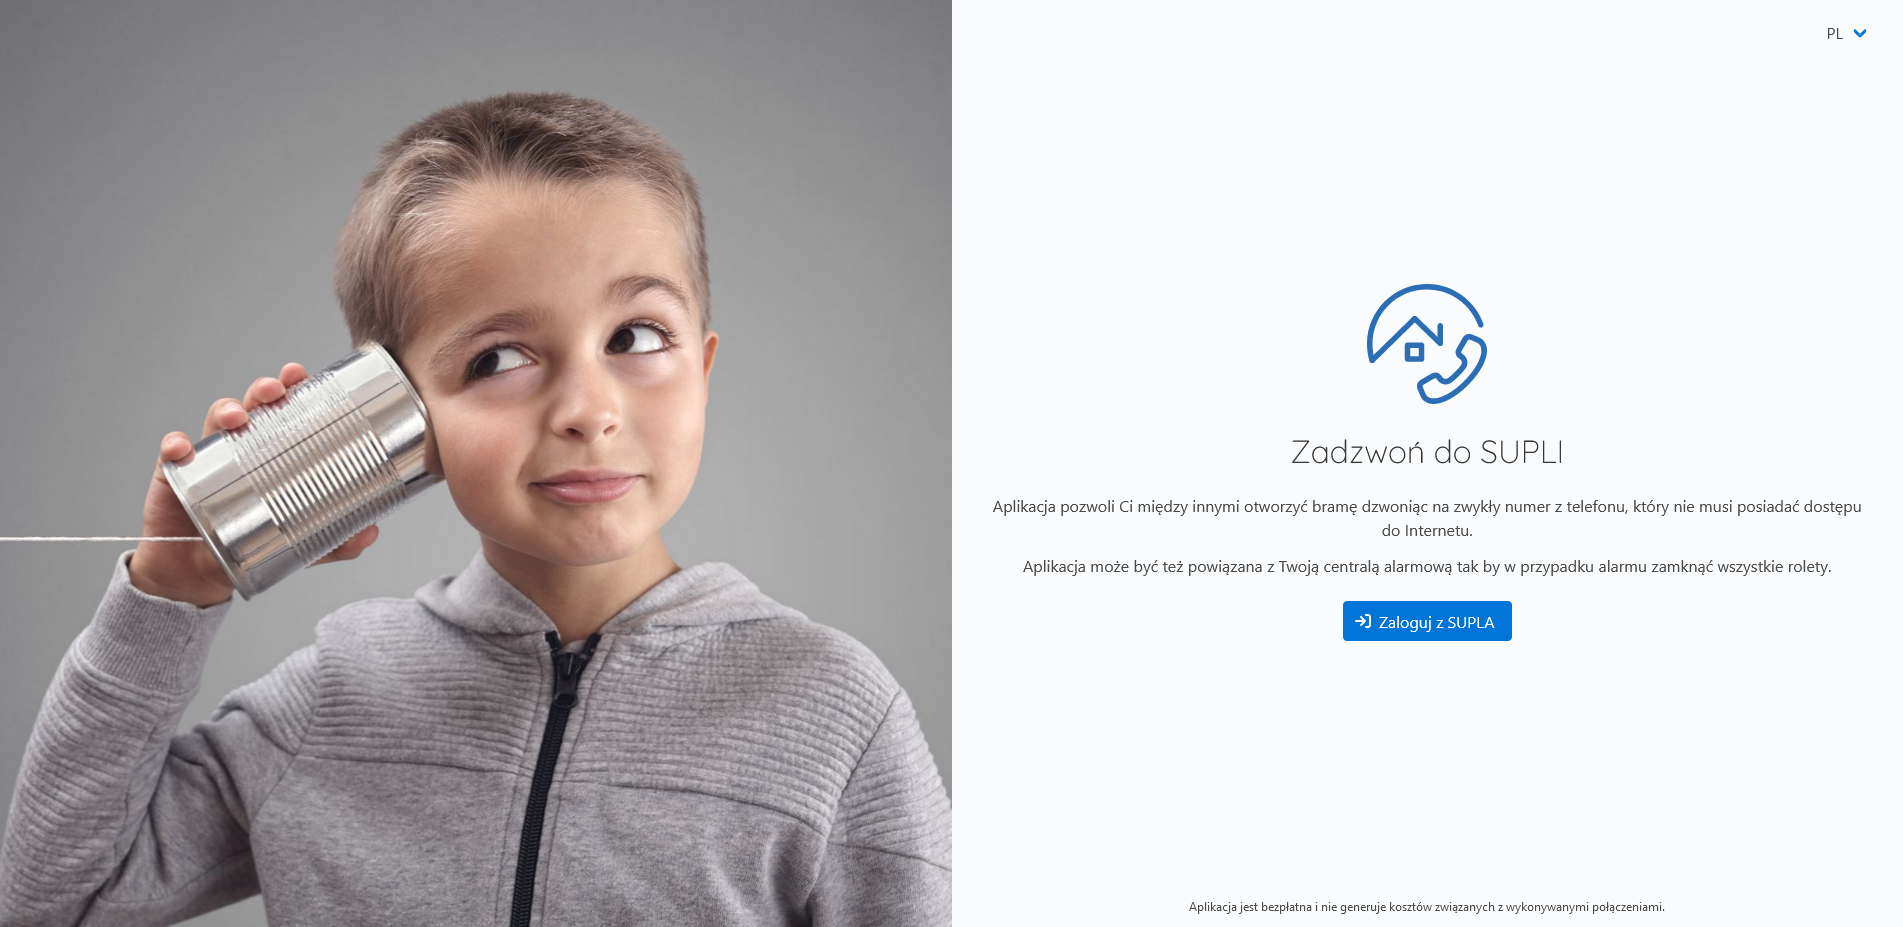 PL
Zadzwoń do SUPLI
Aplikacja pozwoli Ci między innymi otworzyć bramę dzwoniąc na zwykły numer z telefonu, który nie musi posiadać dostępu
do Internetu.
Aplikacja może być też powiązana z Twoją centralą alarmową tak by w przypadku alarmu zamknąć wszystkie rolety.
Zaloguj z SUPLA
Aplikacja jest bezpłatna i nie generuje kosztów związanych z wykonywanymi połączeniami.